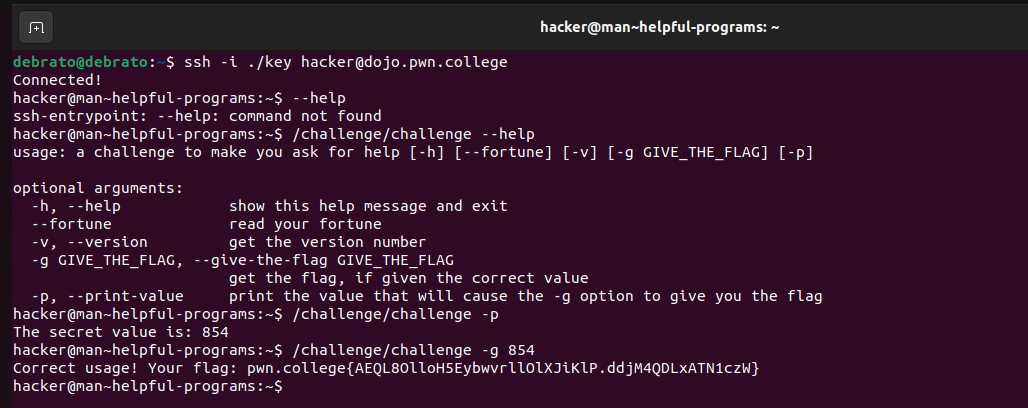 hacker@man~helpful-programs: ~
debrato@debrato:~$ ssh -i ./key hacker@dojo.pwn.college
Connected!
hacker@man~helpful-programs:~$ --help
ssh-entrypoint: --help: command not found
hacker@man~helpful-programs:~$ /challenge/challenge --help
usage: a challenge to make you ask for help [-h] [--fortune] [-v] [-g GIVE_THE_FLAG] [-p]
optional arguments:
-h, --help            show this help message and exit
--fortune             read your fortune
-v, --version         get the version number
-g GIVE_THE_FLAG, --give-the-flag GIVE_THE_FLAG
get the flag, if given the correct value
-p, --print-value     print the value that will cause the -g option to give you the flag
hacker@man~helpful-programs:~$ /challenge/challenge -p
The secret value is: 854
hacker@man~helpful-programs:~$ /challenge/challenge -g 854
Correct usage! Your flag: pwn.college{AEQL8OlloH5EybwvrllOlXJiKlP.ddjM4QDLxATN1czW}
hacker@man~helpful-programs:~$